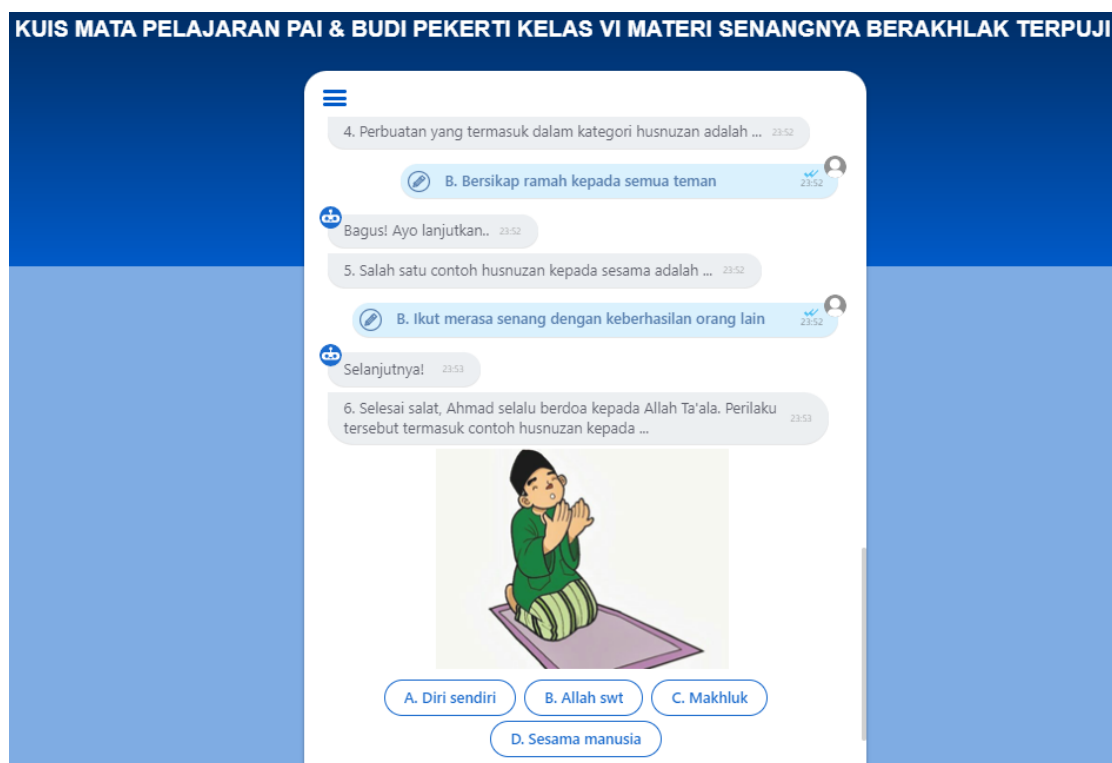 KUIS MATA PELAJARAN PAI & BUDI PEKERTI KELAS VI MATERI SENANGNYA BERAKHLAK TERPUJI
4. Perbuatan yang termasuk dalam kategori husnuzan adalah ... 23:52
B. Bersikap ramah kepada semua teman 23:52
Bagus! Ayo lanjutkan.. 23:52
5. Salah satu contoh husnuzan kepada sesama adalah ... 23:52
B. Ikut merasa senang dengan keberhasilan orang lain 23:52
Selanjutnya! 23:53
6. Selesai salat, Ahmad selalu berdoa kepada Allah Ta'ala. Perilaku 23:53
tersebut termasuk contoh husnuzan kepada ...
A. Diri sendiri B. Allah swt C. Makhluk
D. Sesama manusia